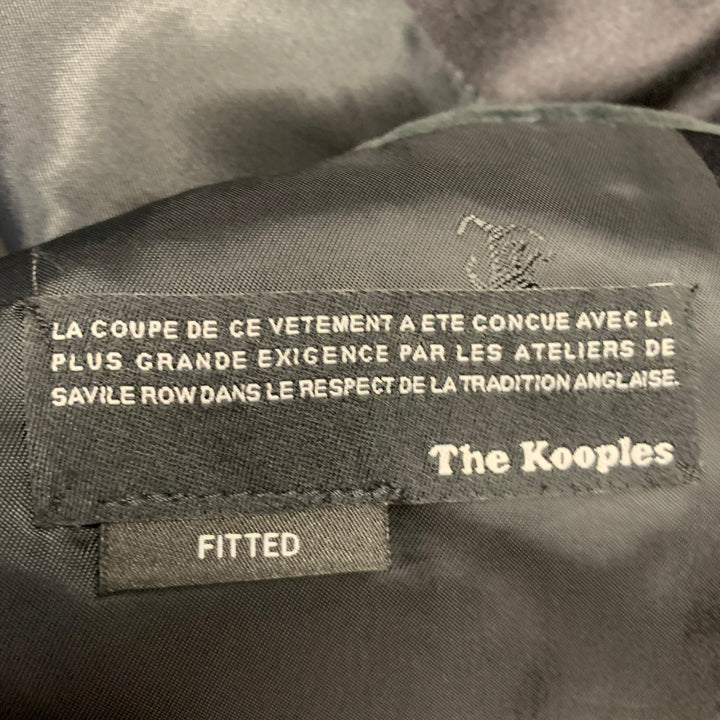 LA COUPE DE CE VETEMENT A ETE CONCUE AVEC LA
PLUS GRANDE EXIGENCE PAR LES ATELIERS DE
SAVILE ROW DANS LE RESPECT DE LA TRADITION ANGLAISE.
The Kooples
FITTED